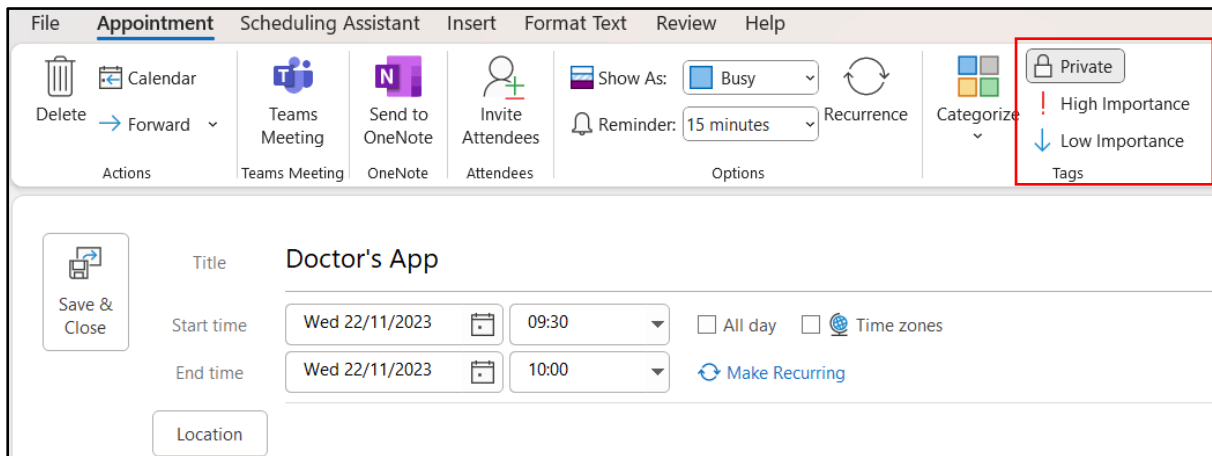 File Appointment Scheduling Assistant Insert Format Text Review Help
Calendar
Delete
Forward
Actions
Teams
Meeting
Teams Meeting
N
Send to
OneNote
OneNote
Invite
Attendees
Attendees
Show As: Busy
Reminder: 15 minutes
Recurrence
Options
Categorize
Private
High Importance
Low Importance
Tags
Save &
Close
Title Doctor's App
Start time Wed 22/11/2023 09:30 All day Time zones
End time Wed 22/11/2023 10:00 Make Recurring
Location